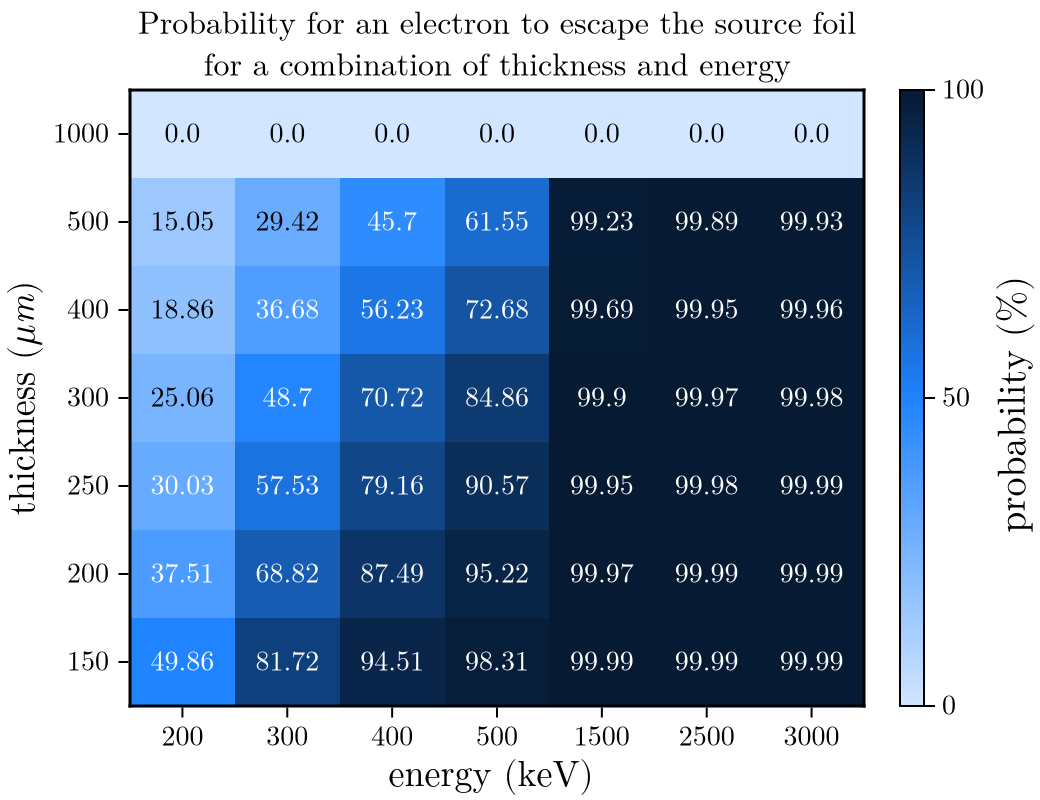 Probability for an electron to escape the source foil
for a combination of thickness and energy
1000 0.0 0.0 0.0 0.0 0.0 0.0 0.0
500 15.05 29.42 45.7 61.55 99.23 99.89 99.93
400 18.86 36.68 56.23 72.68 99.69 99.95 99.96
300 25.06 48.7 70.72 84.86 99.9 99.97 99.98
250 30.03 57.53 79.16 90.57 99.95 99.98 99.99
200 37.51 68.82 87.49 95.22 99.97 99.99 99.99
150 49.86 81.72 94.51 98.31 99.99 99.99 99.99
200 300 400 500 1500 2500 3000
energy (keV)
thickness (μm)
100
50
0
probability (%)